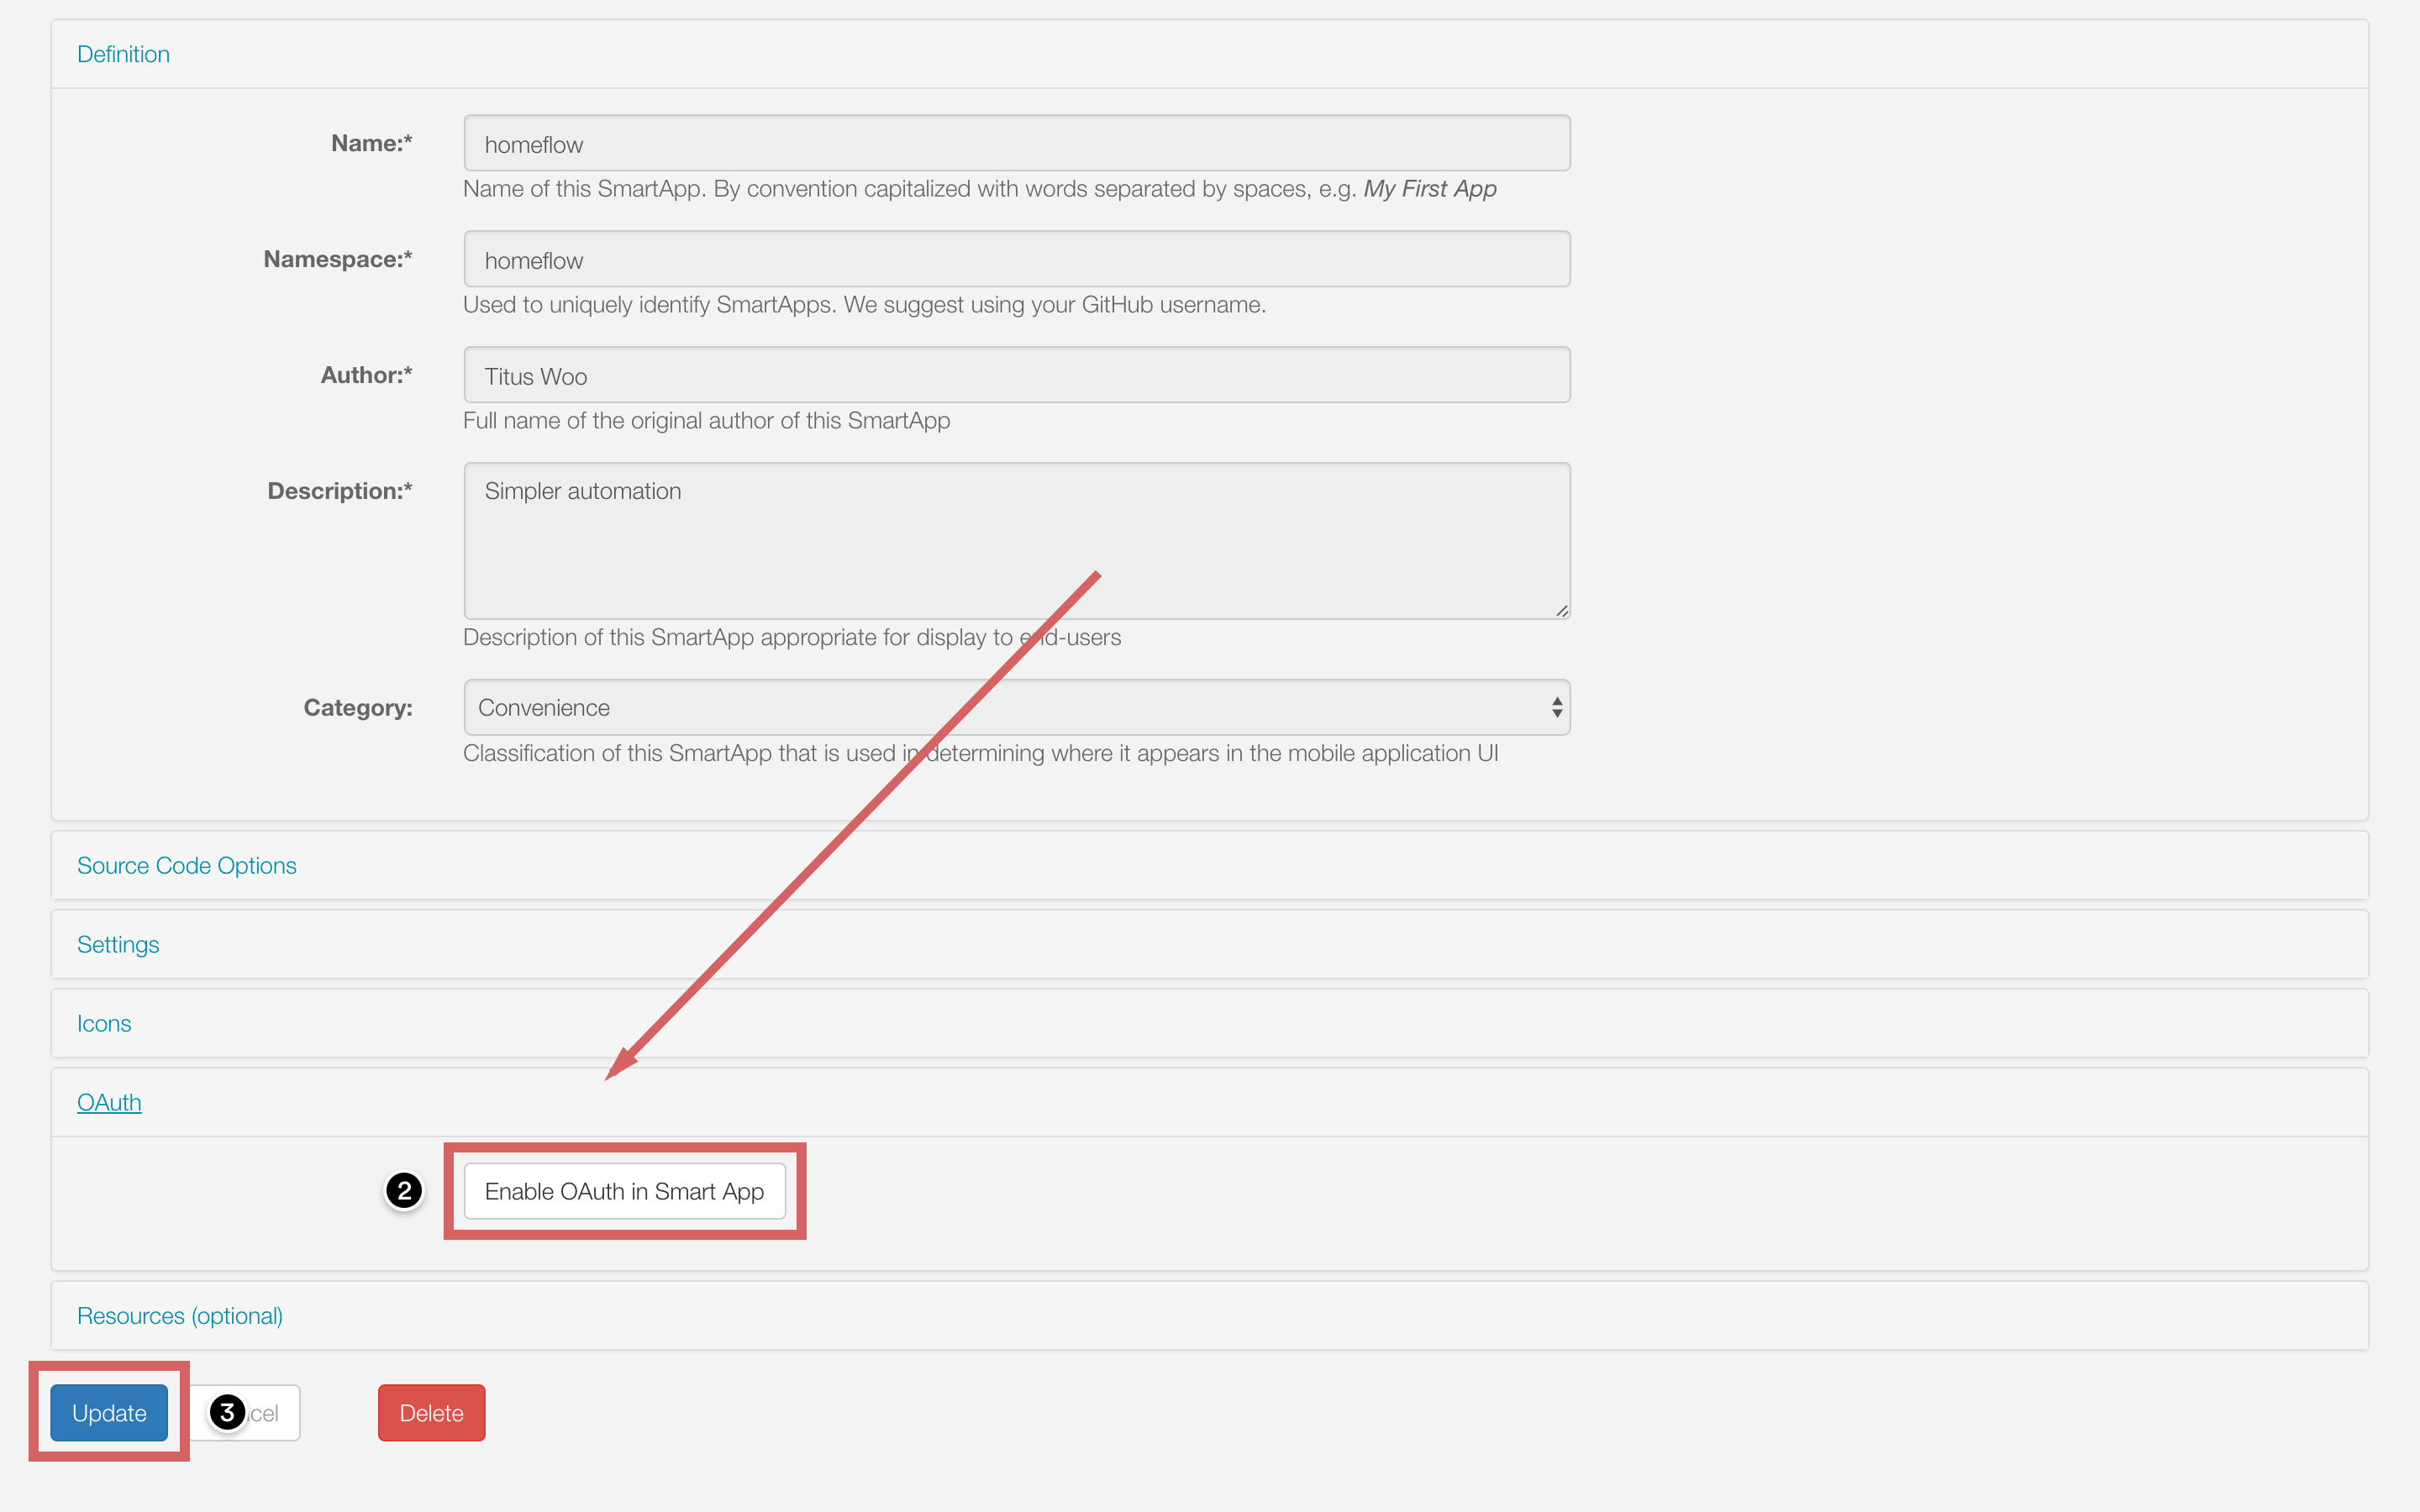 Definition
Name:*
homeflow
Name of this SmartApp. By convention capitalized with words separated by spaces, e.g. My First App
Namespace:*
homeflow
Used to uniquely identify SmartApps. We suggest using your GitHub username.
Author:*
Titus Woo
Full name of the original author of this SmartApp
Description:*
Simpler automation
Description of this SmartApp appropriate for display to end-users
Category:
Convenience
Classification of this SmartApp that is used in determining where it appears in the mobile application UI
Source Code Options
Settings
Icons
OAuth
2
Enable OAuth in Smart App
Resources (optional)
Update
3
Delete